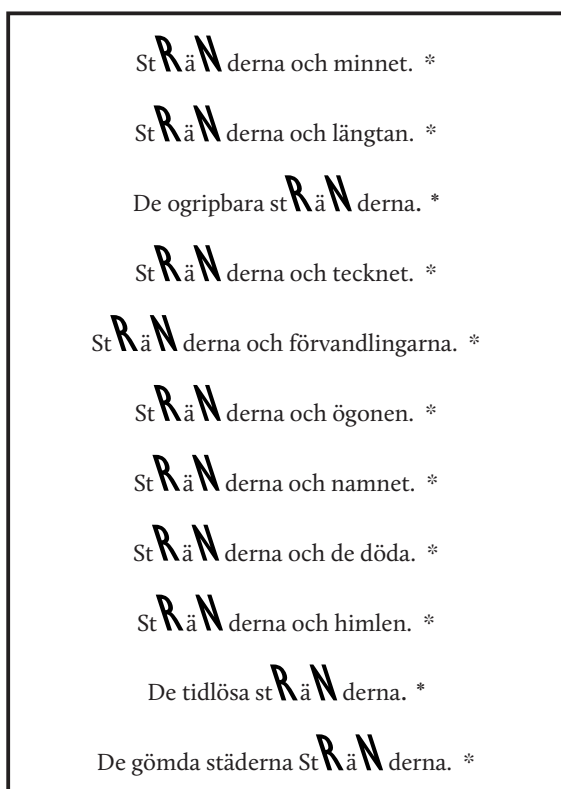 StRäNderna och minnet. *
StRäNderna och längtan. *
De ogripbara stRäNderna. *
StRäNderna och tecknet. *
StRäNderna och förvandlingarna. *
StRäNderna och ögonen. *
StRäNderna och namnet. *
StRäNderna och de döda. *
StRäNderna och himlen. *
De tidlösa stRäNderna. *
De gömda städerna StRäNderna. *